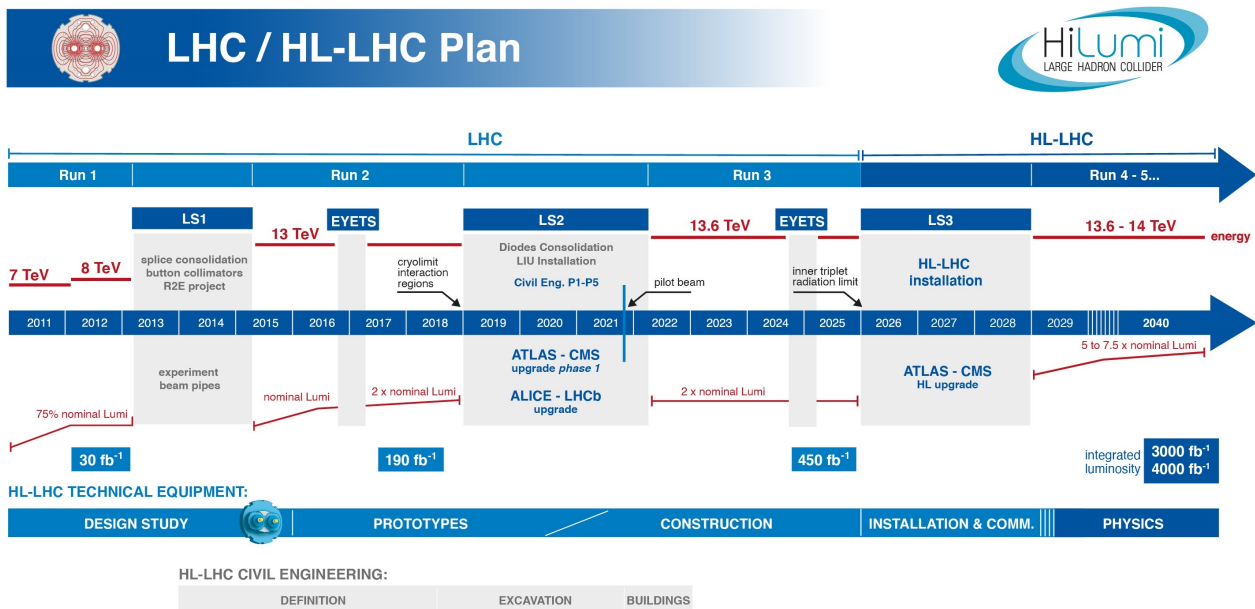 LHC / HL-LHC Plan
HiLumi
LARGE HADRON COLLIDER
LHC
HL-LHC
Run 1
Run 2
Run 3
Run 4 - 5...
LS1
EYETS
LS2
EYETS
LS3
13 TeV
13.6 TeV
13.6 - 14 TeV
energy
7 TeV
8 TeV
splice consolidation
button collimators
R2E project
cryolimit
interaction
regions
Diodes Consolidation
LIU Installation
Civil Eng. P1-P5
pilot beam
inner triplet
radiation limit
HL-LHC
installation
2011
2012
2013
2014
2015
2016
2017
2018
2019
2020
2021
2022
2023
2024
2025
2026
2027
2028
2029
2040
experiment
beam pipes
ATLAS - CMS
upgrade phase 1
ALICE - LHCb
upgrade
ATLAS - CMS
HL upgrade
5 to 7.5 x nominal Lumi
75% nominal Lumi
nominal Lumi
2 x nominal Lumi
2 x nominal Lumi
30 fb⁻¹
190 fb⁻¹
450 fb⁻¹
integrated
luminosity
3000 fb⁻¹
4000 fb⁻¹
HL-LHC TECHNICAL EQUIPMENT:
DESIGN STUDY
PROTOTYPES
CONSTRUCTION
INSTALLATION & COMM.
PHYSICS
HL-LHC CIVIL ENGINEERING:
DEFINITION
EXCAVATION
BUILDINGS